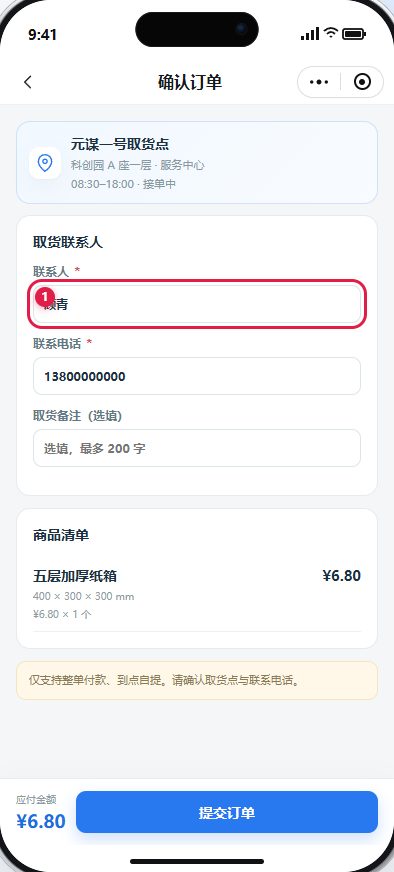 9:41
确认订单
元谋一号取货点
科创园 A 座一层 · 服务中心
08:30–18:00 · 接单中
取货联系人
联系人 *
1
青
联系电话 *
13800000000
取货备注（选填）
选填，最多 200 字
商品清单
五层加厚纸箱
¥6.80
400 × 300 × 300 mm
¥6.80 × 1 个
仅支持整单付款、到点自提。请确认取货点与联系电话。
应付金额
¥6.80
提交订单